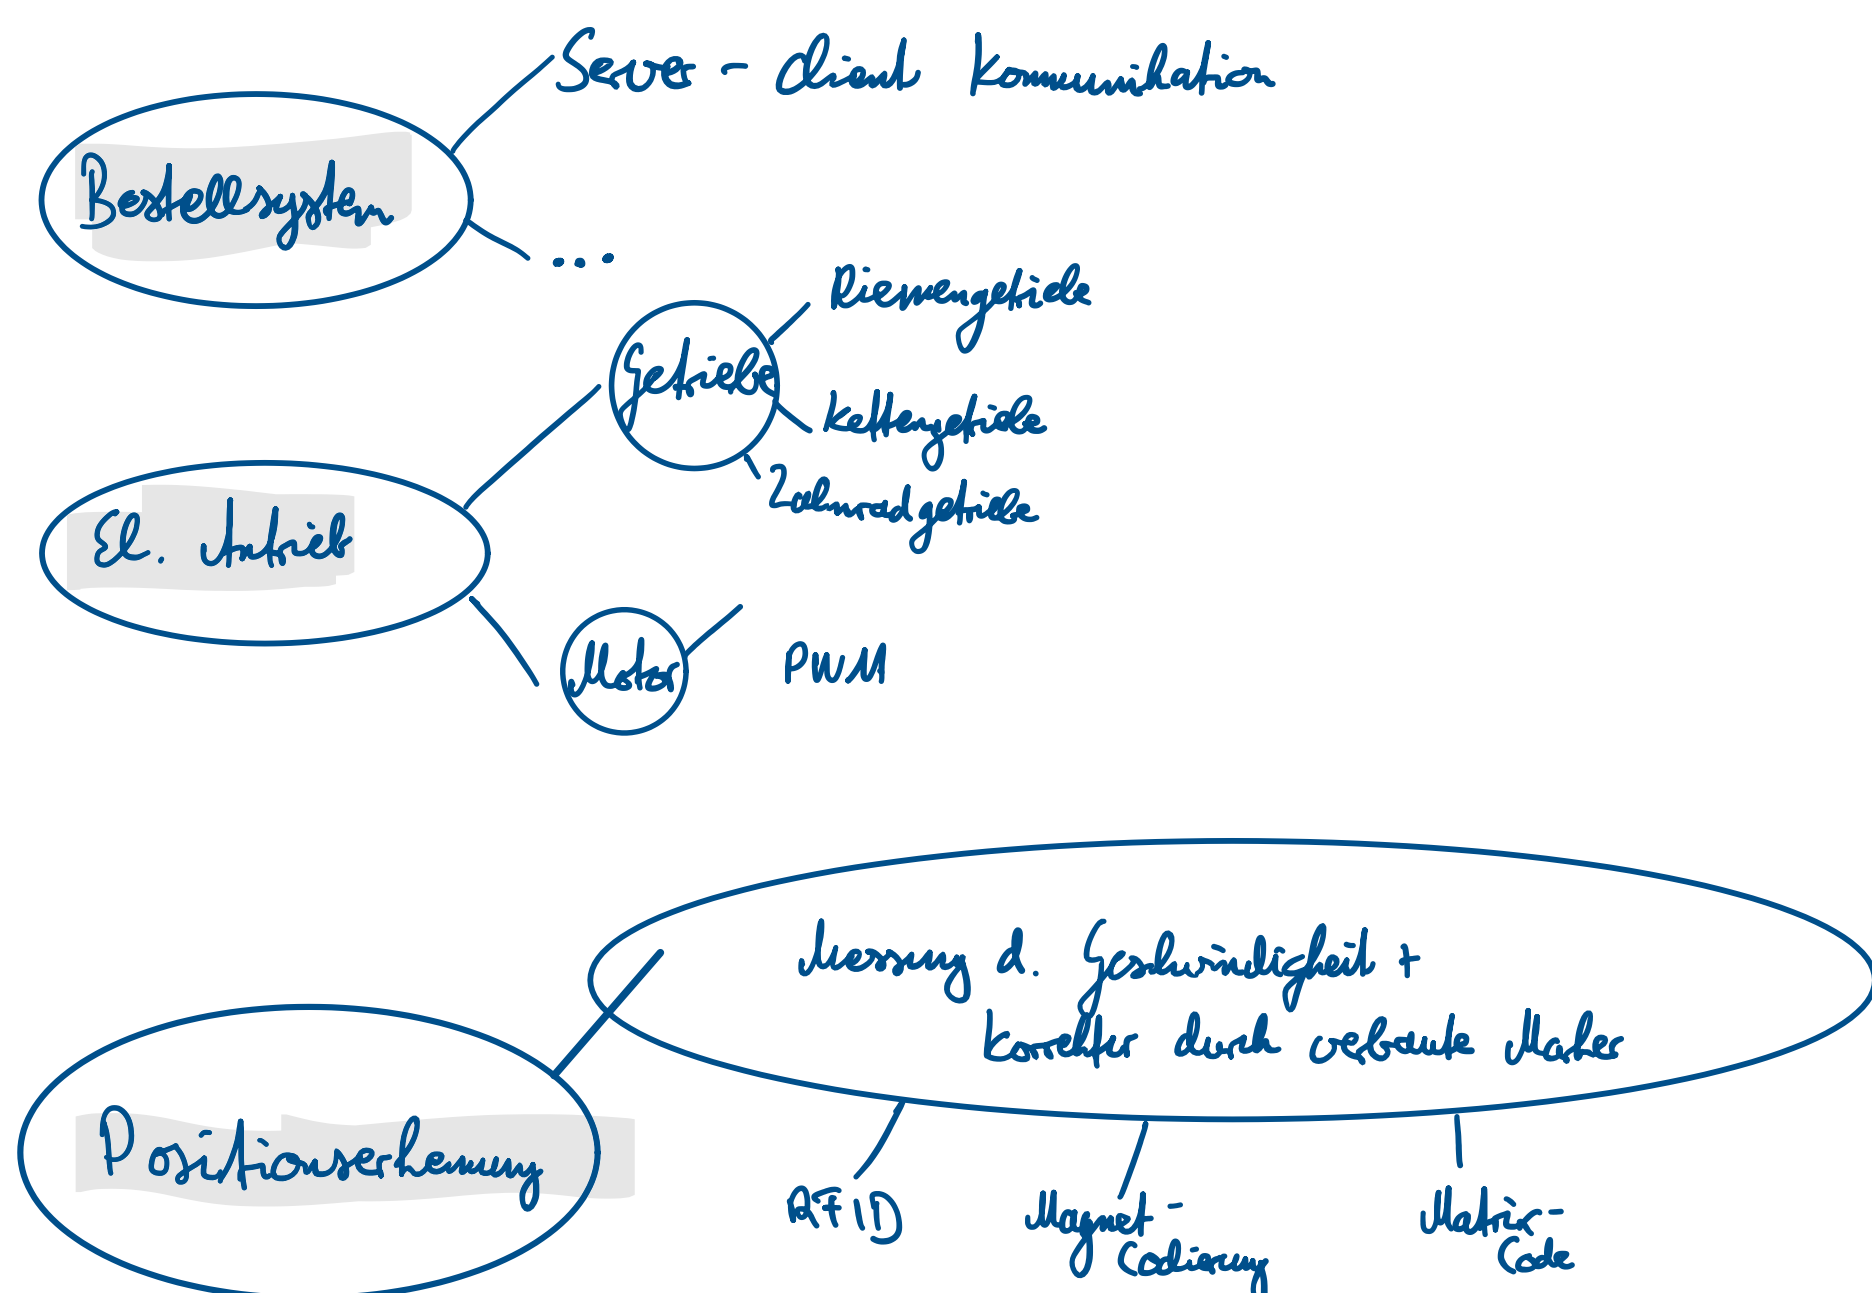 Server - Client Kommunikation
Bestellsystem
...
Riemengetriebe
Getriebe
Kettengetriebe
Zahnradgetriebe
El. Antrieb
Motor
PWM
Messung d. Geschwindigkeit +
Korrektur durch verbaute Marker
Positionserkennung
RFID
Magnet-
Codierung
Matrix-
Code